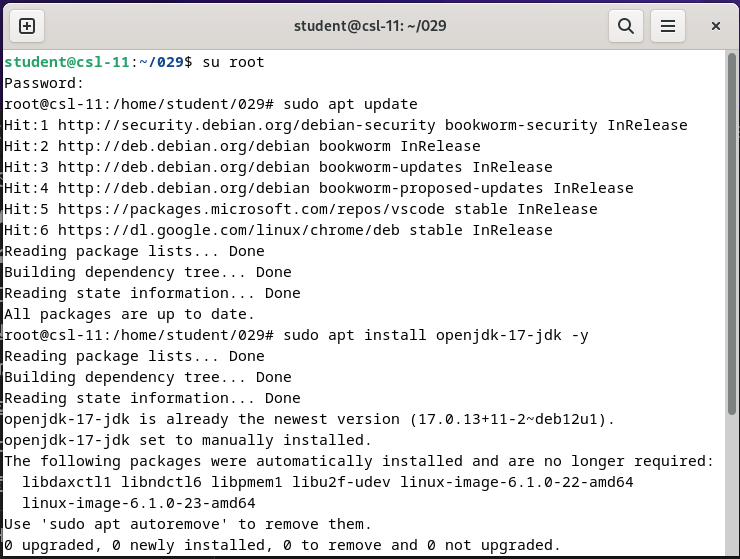 student@csl-11: ~/029
student@csl-11:~/029$ su root
Password:
root@csl-11:/home/student/029# sudo apt update
Hit:1 http://security.debian.org/debian-security bookworm-security InRelease
Hit:2 http://deb.debian.org/debian bookworm InRelease
Hit:3 http://deb.debian.org/debian bookworm-updates InRelease
Hit:4 http://deb.debian.org/debian bookworm-proposed-updates InRelease
Hit:5 https://packages.microsoft.com/repos/vscode stable InRelease
Hit:6 https://dl.google.com/linux/chrome/deb stable InRelease
Reading package lists... Done
Building dependency tree... Done
Reading state information... Done
All packages are up to date.
root@csl-11:/home/student/029# sudo apt install openjdk-17-jdk -y
Reading package lists... Done
Building dependency tree... Done
Reading state information... Done
openjdk-17-jdk is already the newest version (17.0.13+11-2~deb12u1).
openjdk-17-jdk set to manually installed.
The following packages were automatically installed and are no longer required:
  libdaxctl1 libndctl6 libpmem1 libu2f-udev linux-image-6.1.0-22-amd64
  linux-image-6.1.0-23-amd64
Use 'sudo apt autoremove' to remove them.
0 upgraded, 0 newly installed, 0 to remove and 0 not upgraded.